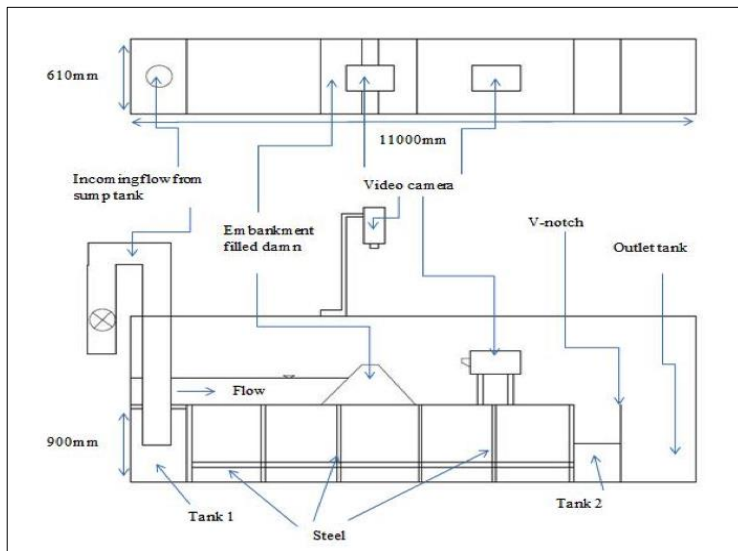 610mm
11000mm
Incoming flow from
sump tank
Video camera
Embankment
filled damn
V-notch
Outlet tank
Flow
900mm
Tank 1
Steel
Tank 2